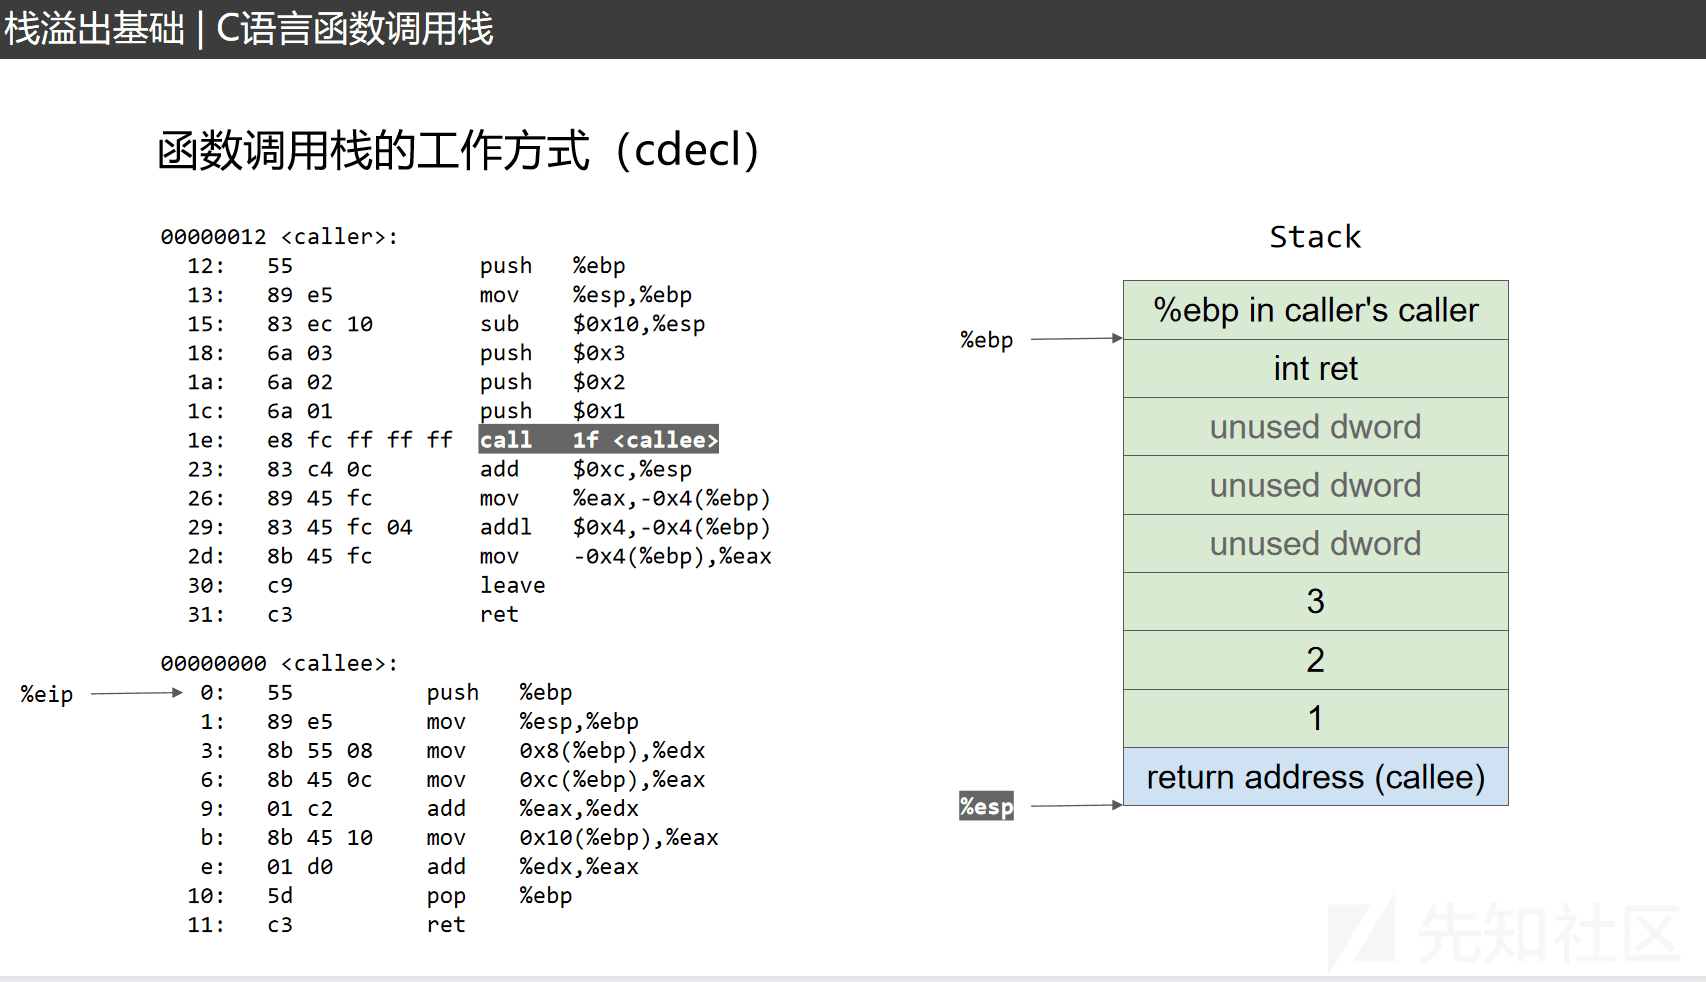 栈溢出基础 | C语言函数调用栈
函数调用栈的工作方式（cdecl）
00000012 <caller>:
12: 55 push %ebp
13: 89 e5 mov %esp,%ebp
15: 83 ec 10 sub $0x10,%esp
18: 6a 03 push $0x3
1a: 6a 02 push $0x2
1c: 6a 01 push $0x1
1e: e8 fc ff ff ff call 1f <callee>
23: 83 c4 0c add $0xc,%esp
26: 89 45 fc mov %eax,-0x4(%ebp)
29: 83 45 fc 04 addl $0x4,-0x4(%ebp)
2d: 8b 45 fc mov -0x4(%ebp),%eax
30: c9 leave
31: c3 ret
00000000 <callee>:
%eip 0: 55 push %ebp
1: 89 e5 mov %esp,%ebp
3: 8b 55 08 mov 0x8(%ebp),%edx
6: 8b 45 0c mov 0xc(%ebp),%eax
9: 01 c2 add %eax,%edx
b: 8b 45 10 mov 0x10(%ebp),%eax
e: 01 d0 add %edx,%eax
10: 5d pop %ebp
11: c3 ret
Stack
%ebp in caller's caller
%ebp
int ret
unused dword
unused dword
unused dword
3
2
1
return address (callee)
%esp
先知社区